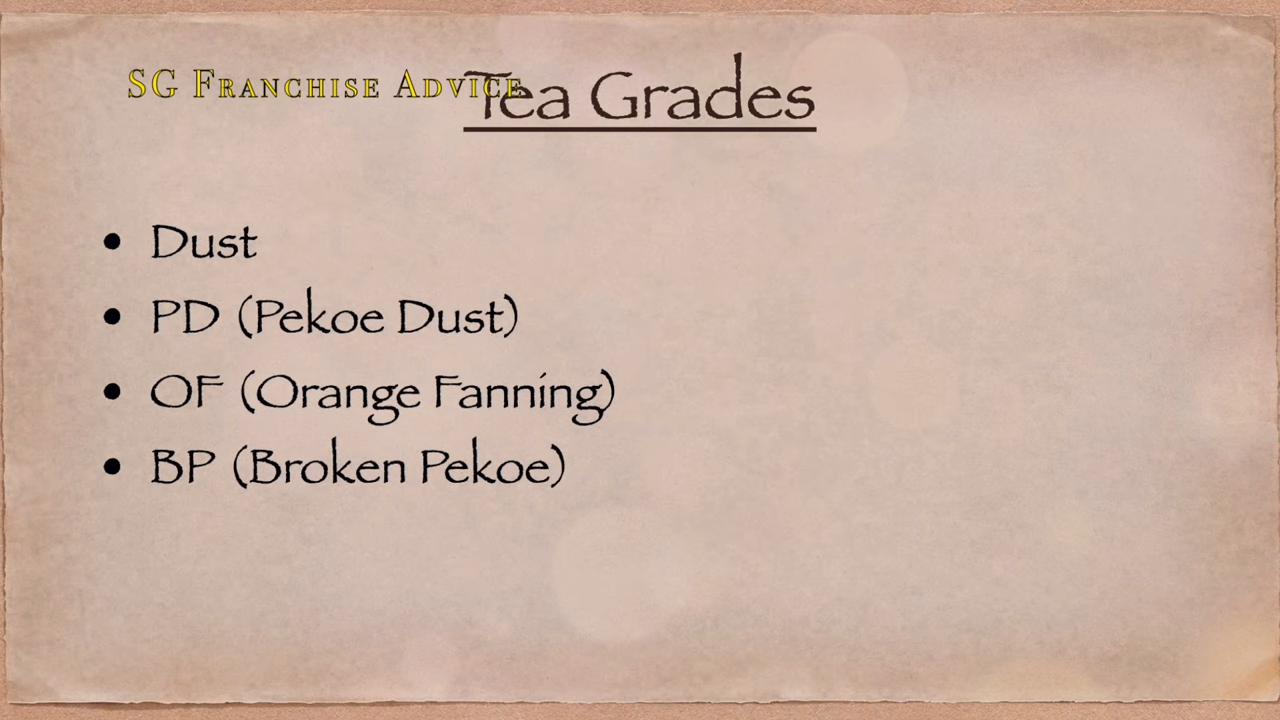 SG Franchise Advice
Tea Grades
• Dust
• PD (Pekoe Dust)
• OF (Orange Fanning)
• BP (Broken Pekoe)